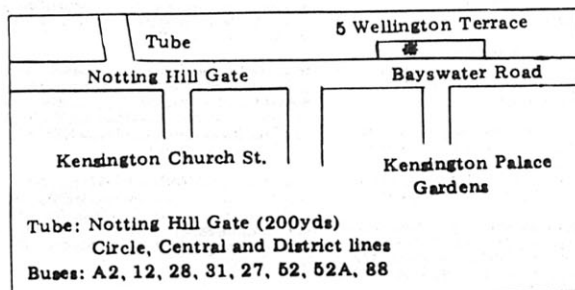 5 Wellington Terrace
Tube
Notting Hill Gate
Bayswater Road
Kensington Church St.
Kensington Palace
Gardens
Tube: Notting Hill Gate (200yds)
Circle, Central and District lines
Buses: A2, 12, 28, 31, 27, 52, 52A, 88